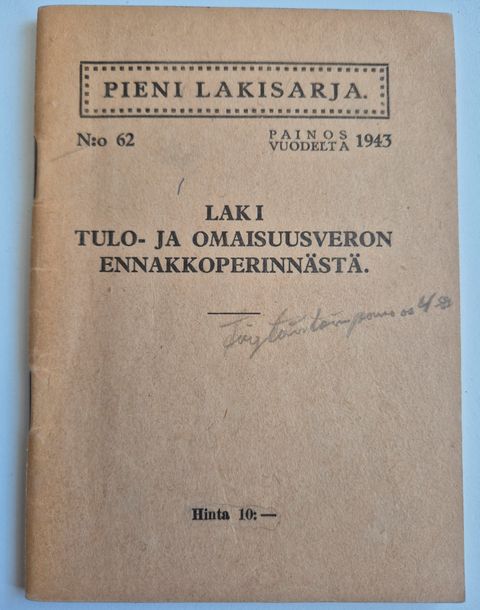 PIENI LAKISARJA.
N:o 62
PAINOS VUODELTA 1943
LAKI
TULO- JA OMAISUUSVERON
ENNAKKOPERINNÄSTÄ.
Hinta 10:—